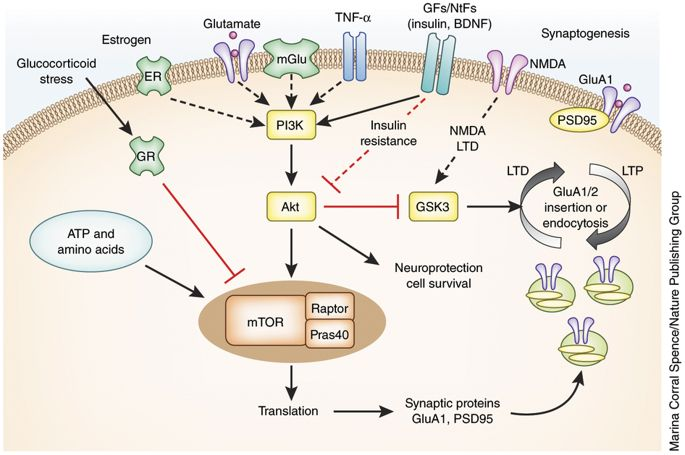 GFs/NtFs
(insulin, BDNF)
TNF-α
Glutamate
Synaptogenesis
Estrogen
Glucocorticoid
stress
mGlu
NMDA
GluA1
ER
PSD95
PI3K
Insulin
resistance
NMDA
LTD
GR
LTD
LTP
GluA1/2
insertion or
endocytosis
Akt
GSK3
ATP and
amino acids
Neuroprotection
cell survival
mTOR
Raptor
Pras40
Translation
Synaptic proteins
GluA1, PSD95
Marina Corral Spence/Nature Publishing Group